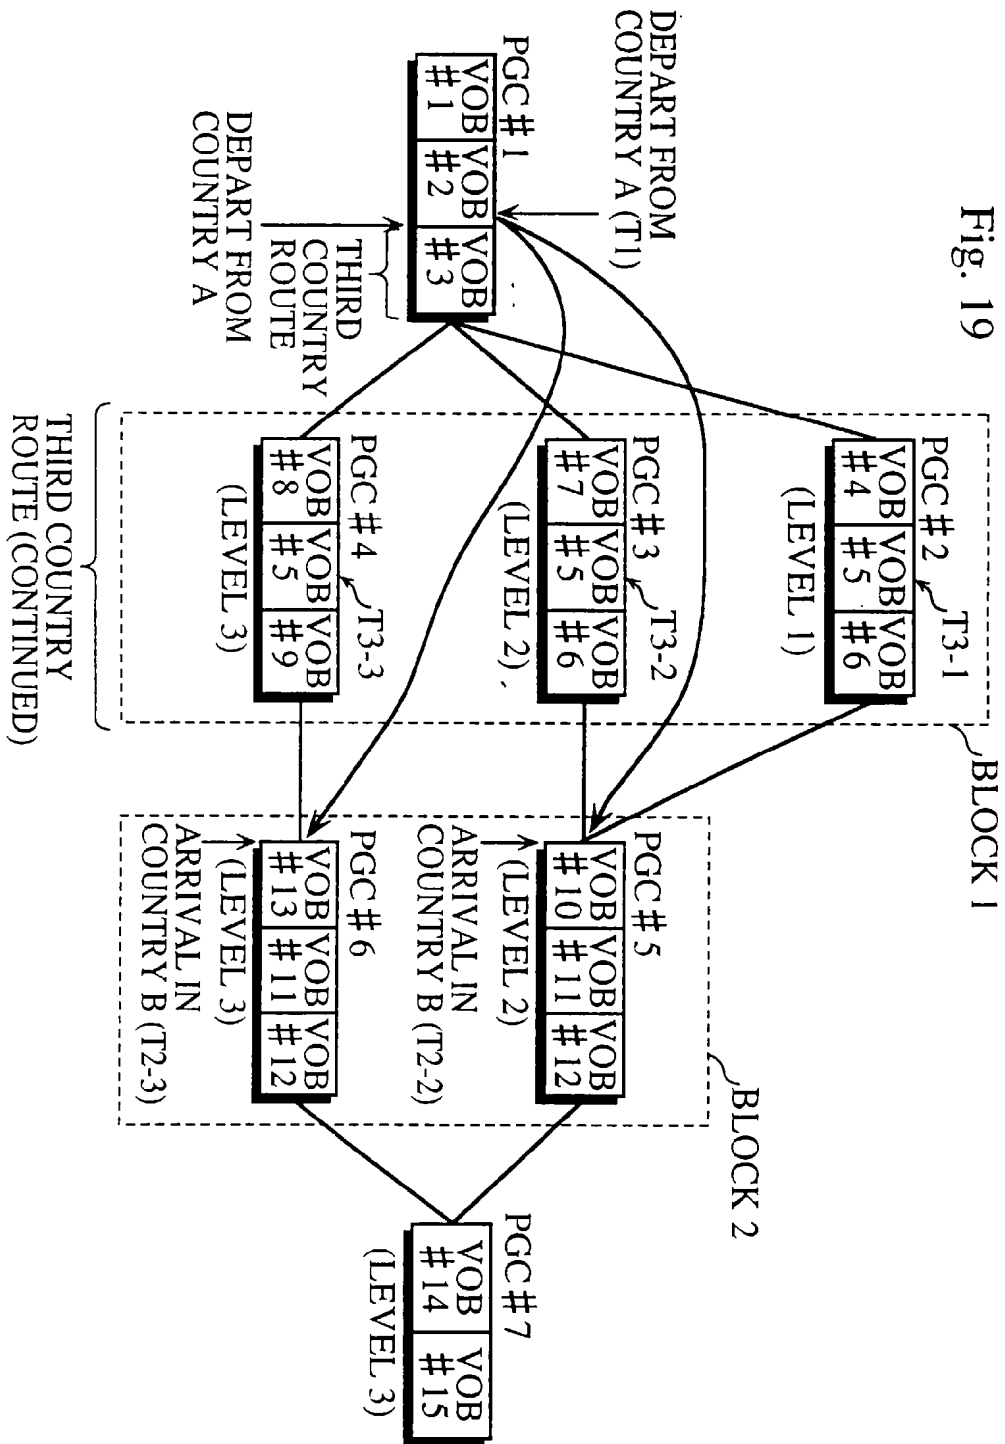 Fig. 19
BLOCK 1
BLOCK 2
DEPART FROM
COUNTRY A (T1)
PGC#1
VOB VOB VOB
#1 #2 #3
THIRD
COUNTRY
ROUTE
DEPART FROM
COUNTRY A
PGC#2
T3-1
VOB VOB VOB
#4 #5 #6
(LEVEL 1)
PGC#3
T3-2
VOB VOB VOB
#7 #5 #6
(LEVEL 2)
PGC#4
T3-3
VOB VOB VOB
#8 #5 #9
(LEVEL 3)
THIRD COUNTRY
ROUTE (CONTINUED)
PGC#5
VOB VOB VOB
#10 #11 #12
(LEVEL 2)
ARRIVAL IN
COUNTRY B (T2-2)
PGC#6
VOB VOB VOB
#13 #11 #12
(LEVEL 3)
ARRIVAL IN
COUNTRY B (T2-3)
PGC#7
VOB VOB
#14 #15
(LEVEL 3)